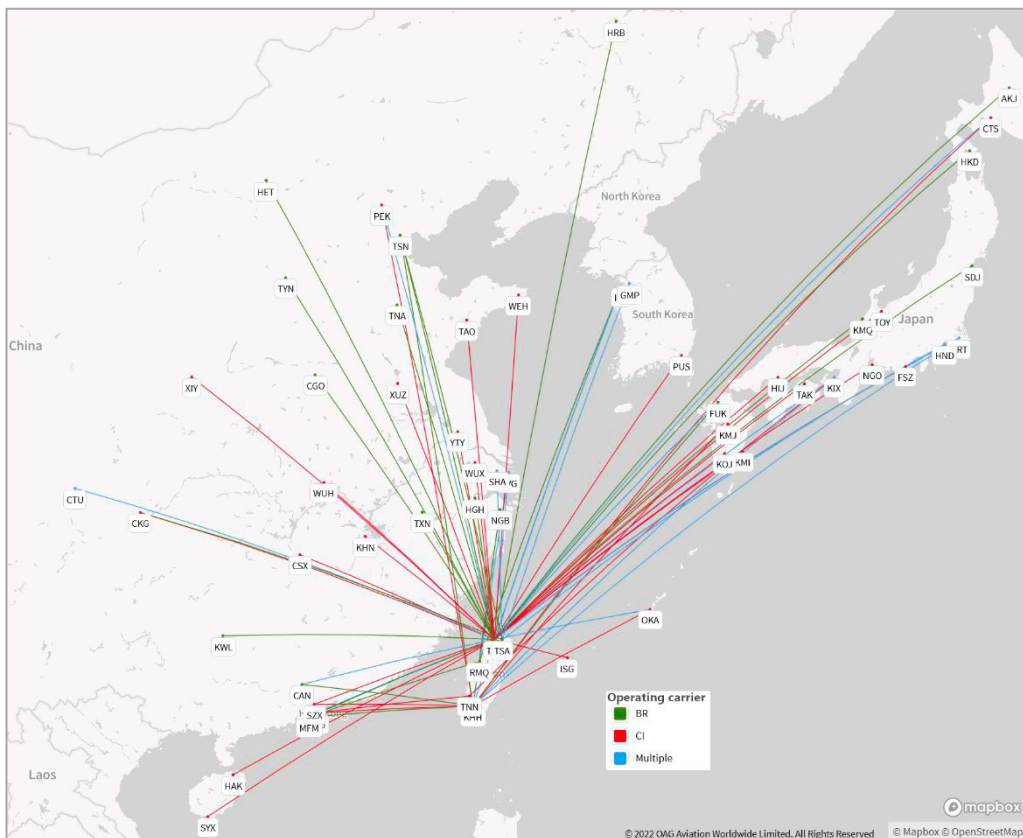 HRB
AKJ
CTS
HKD
HET
North Korea
PEK
TSN
SDJ
TYN
GMP
WEH
TNA
South Korea
TOY
KMQ
Japan
TAO
China
HND
RT
PUS
NGO
FSZ
XIY
CGO
XUZ
HIJ
TAK
KIX
FUK
KMJ
YTY
KOJ
KMI
WUX
SHA
CTU
WUH
HGH
CKG
TXN
NGB
KHN
CSX
OKA
KWL
TSA
ISG
RMQ
CAN
TNN
SZX
KHH
MFM
Operating carrier
BR
CI
Multiple
Laos
HAK
SYX
mapbox
© 2022 OAG Aviation Worldwide Limited. All Rights Reserved
© Mapbox © OpenStreetMap